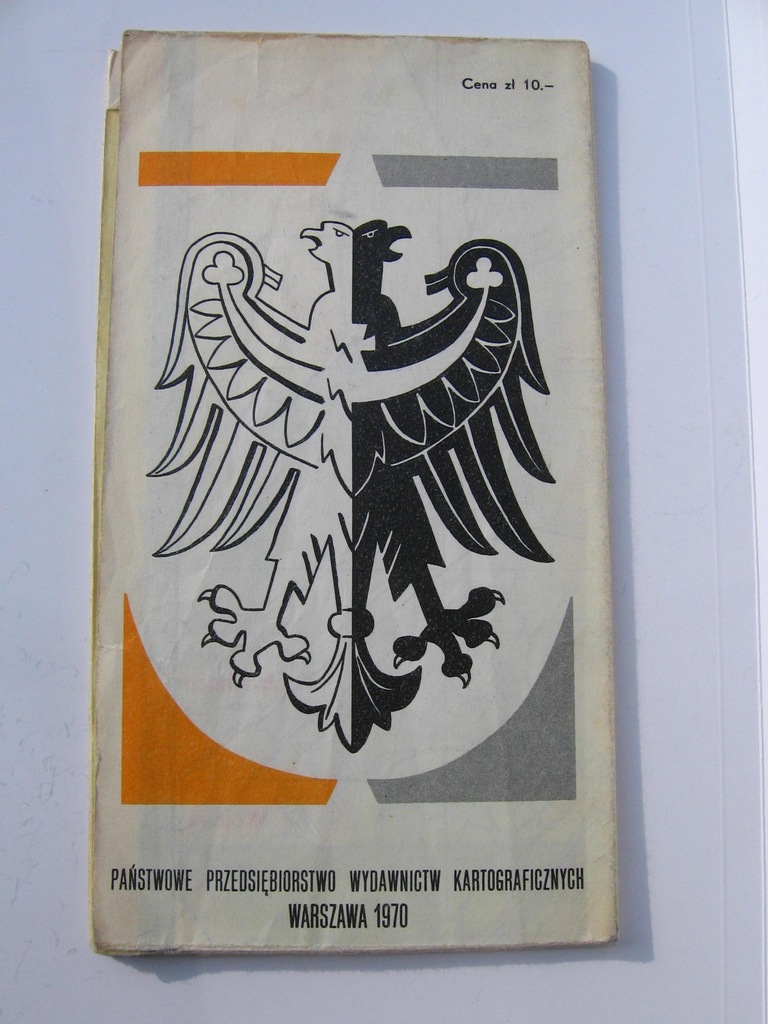 Cena zł 10.—
PAŃSTWOWE PRZEDSIĘBIORSTWO WYDAWNICTW KARTOGRAFICZNYCH
WARSZAWA 1970